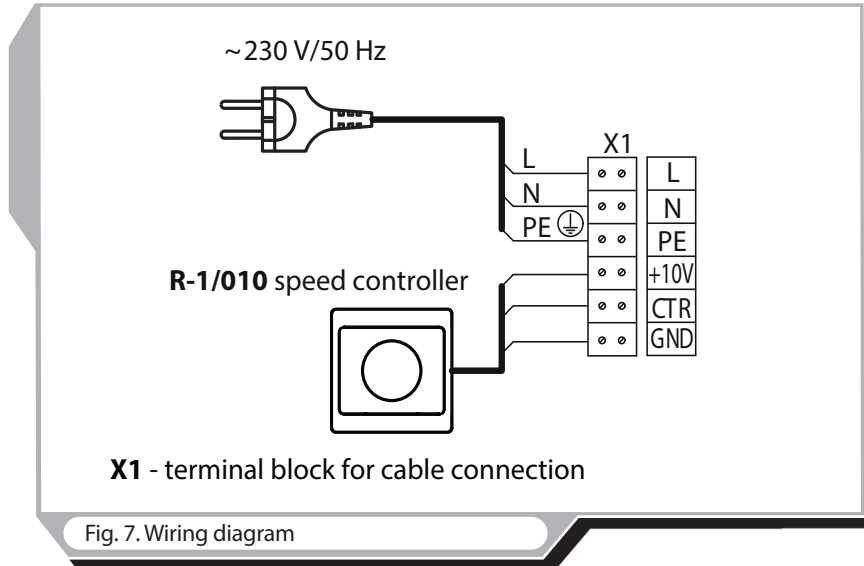 ~230 V/50 Hz
X1
L L
N N
PE PE
+10V
R-1/010 speed controller
CTR
GND
X1 - terminal block for cable connection
Fig. 7. Wiring diagram